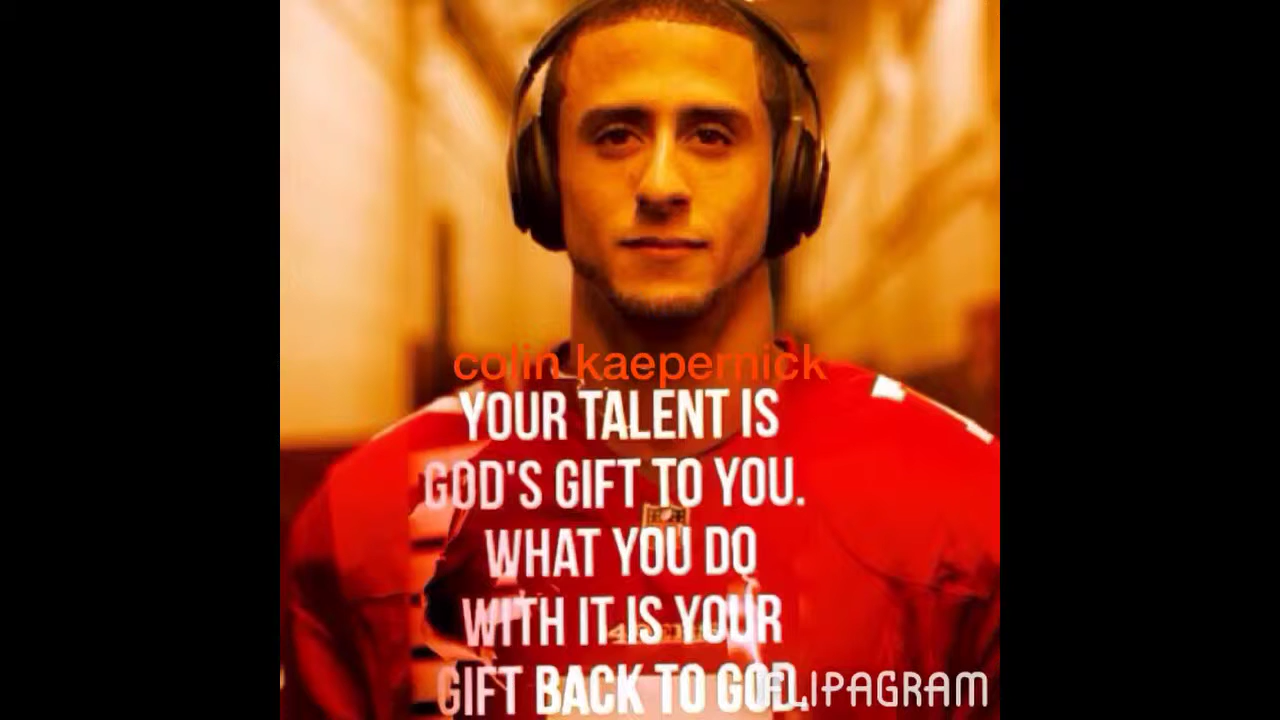 colin kaepernick
YOUR TALENT IS
GOD'S GIFT TO YOU.
WHAT YOU DO
WITH IT IS YOUR
GIFT BACK TO GOD.
FLIPAGRAM